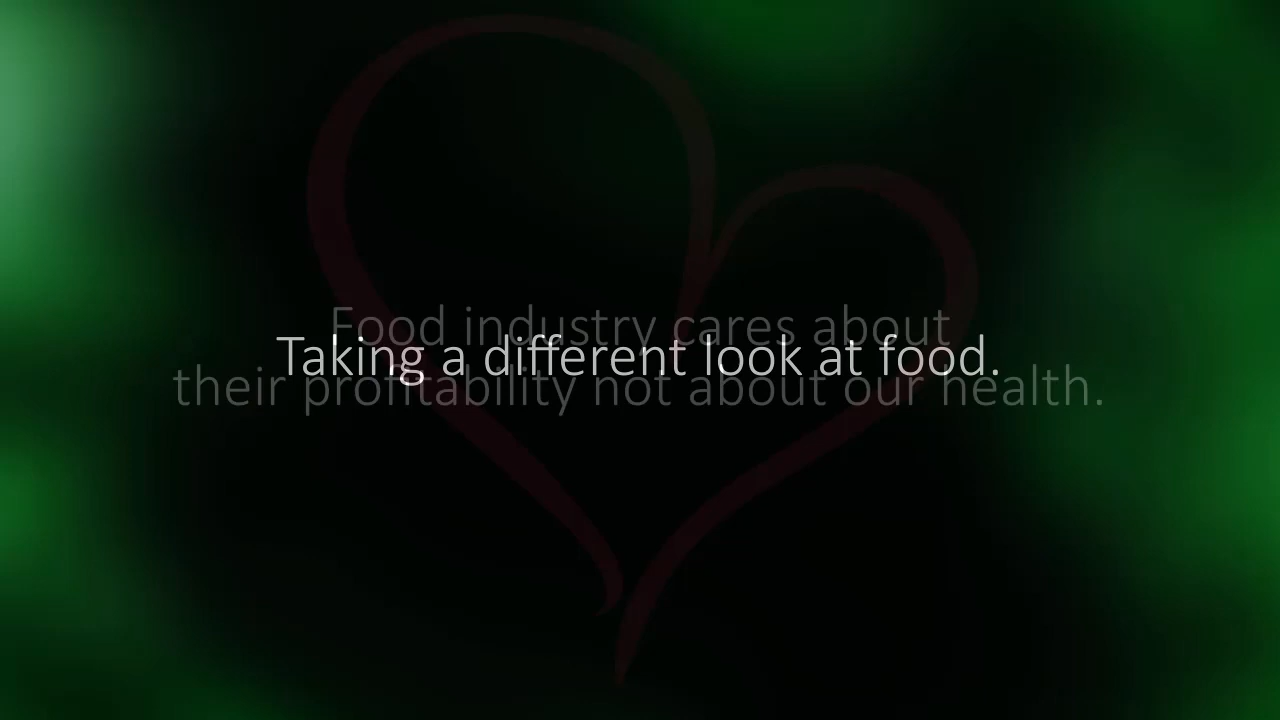 Food industry cares about
Taking a different look at food.
their profitability not about our health.